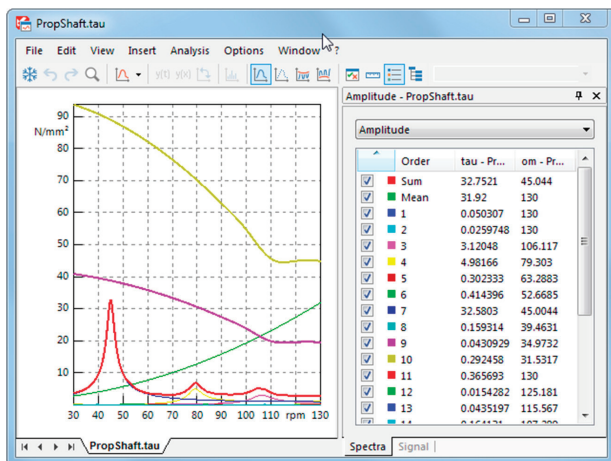 PropShaft.tau
File Edit View Insert Analysis Options Window ?
y(t) y(x)
Amplitude - PropShaft.tau
Amplitude
Order tau - Pr... om - Pr...
Sum 32.7521 45.044
Mean 31.92 130
1 0.050307 130
2 0.0259748 130
3 3.12048 106.117
4 4.98166 79.303
5 0.302333 63.2883
6 0.414396 52.6685
7 32.5803 45.0044
8 0.159314 39.4631
9 0.0430929 34.9732
10 0.292458 31.5317
11 0.365693 130
12 0.0154282 125.181
13 0.0435197 115.567
90
N/mm²
80
70
60
50
40
30
20
10
30 40 50 60 70 80 90 100 110 rpm 130
PropShaft.tau
Spectra Signal